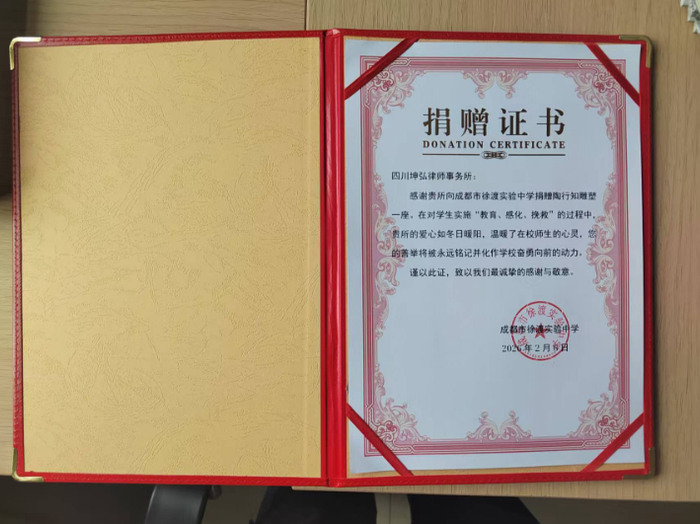 捐赠证书
DONATION CERTIFICATE
四川坤弘律师事务所：
感谢贵所向成都市徐渡实验中学捐赠陶行知雕塑
一座。在对学生实施“教育、感化、挽救”的过程中，
贵所的爱心如冬日暖阳，温暖了在校师生的心灵，您
的善举将被永远铭记并化作学校奋勇向前的动力。
谨以此证，致以我们最诚挚的感谢与敬意。
成都市徐渡实验中学
2026年2月6日